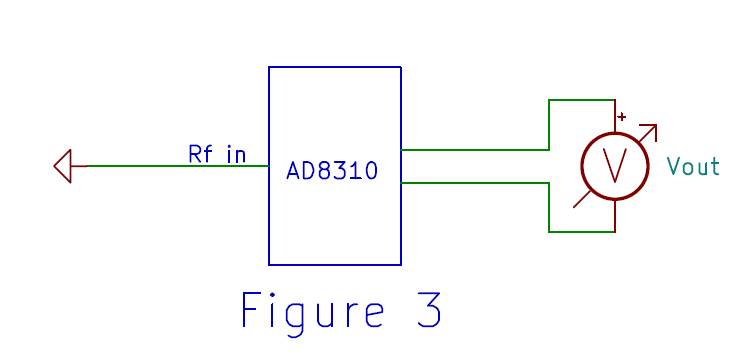 Rf in
AD8310
+
V
Vout
Figure 3